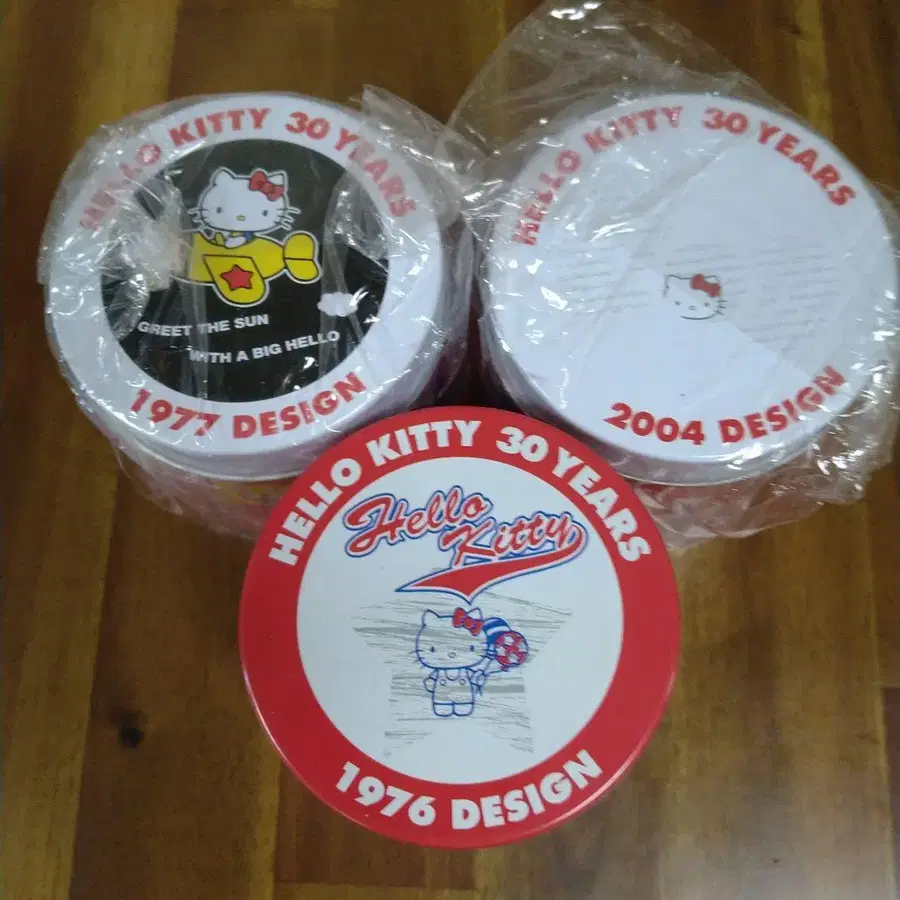 HELLO KITTY 30 YEARS
GREET THE SUN
WITH A BIG HELLO
1977 DESIGN
HELLO KITTY 30 YEARS
2004 DESIGN
HELLO KITTY 30 YEARS
Hello
Kitty
1976 DESIGN